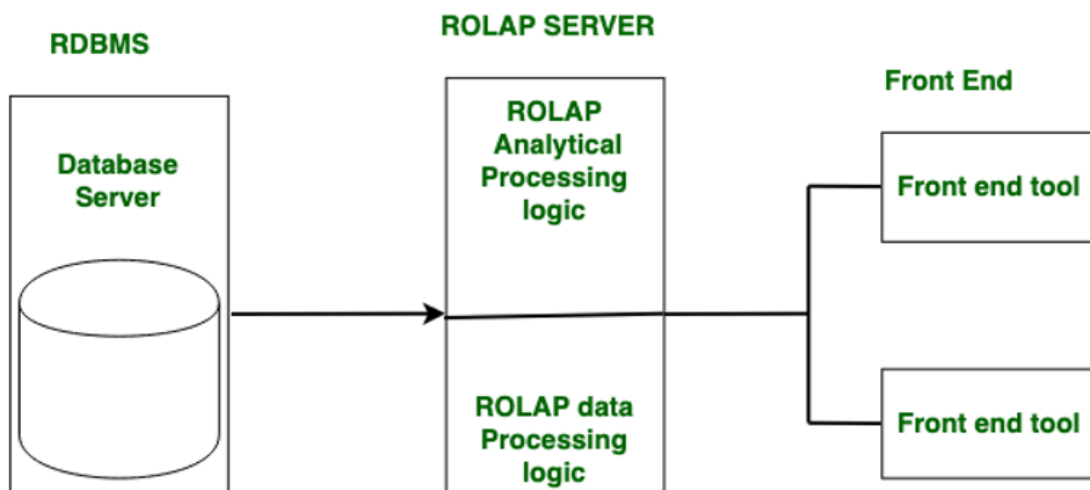 RDBMS
ROLAP SERVER
Front End
Database
Server
ROLAP
Analytical
Processing
logic
ROLAP data
Processing
logic
Front end tool
Front end tool